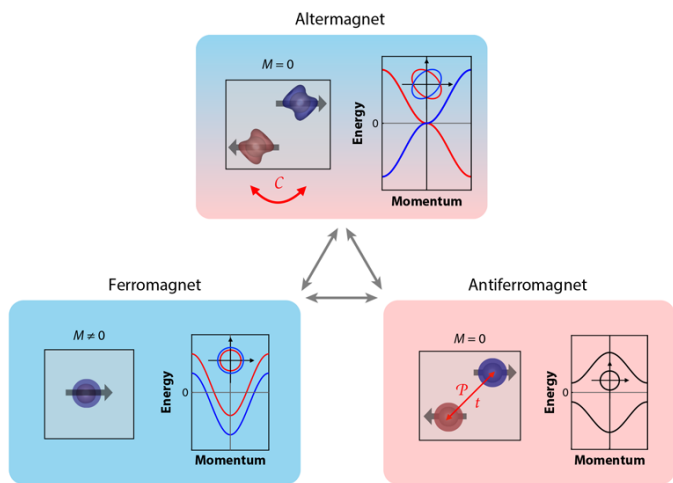 Altermagnet
M = 0
Energy
0
C
Momentum
Ferromagnet
M ≠ 0
Energy
0
Momentum
Antiferromagnet
M = 0
P
t
Energy
0
Momentum